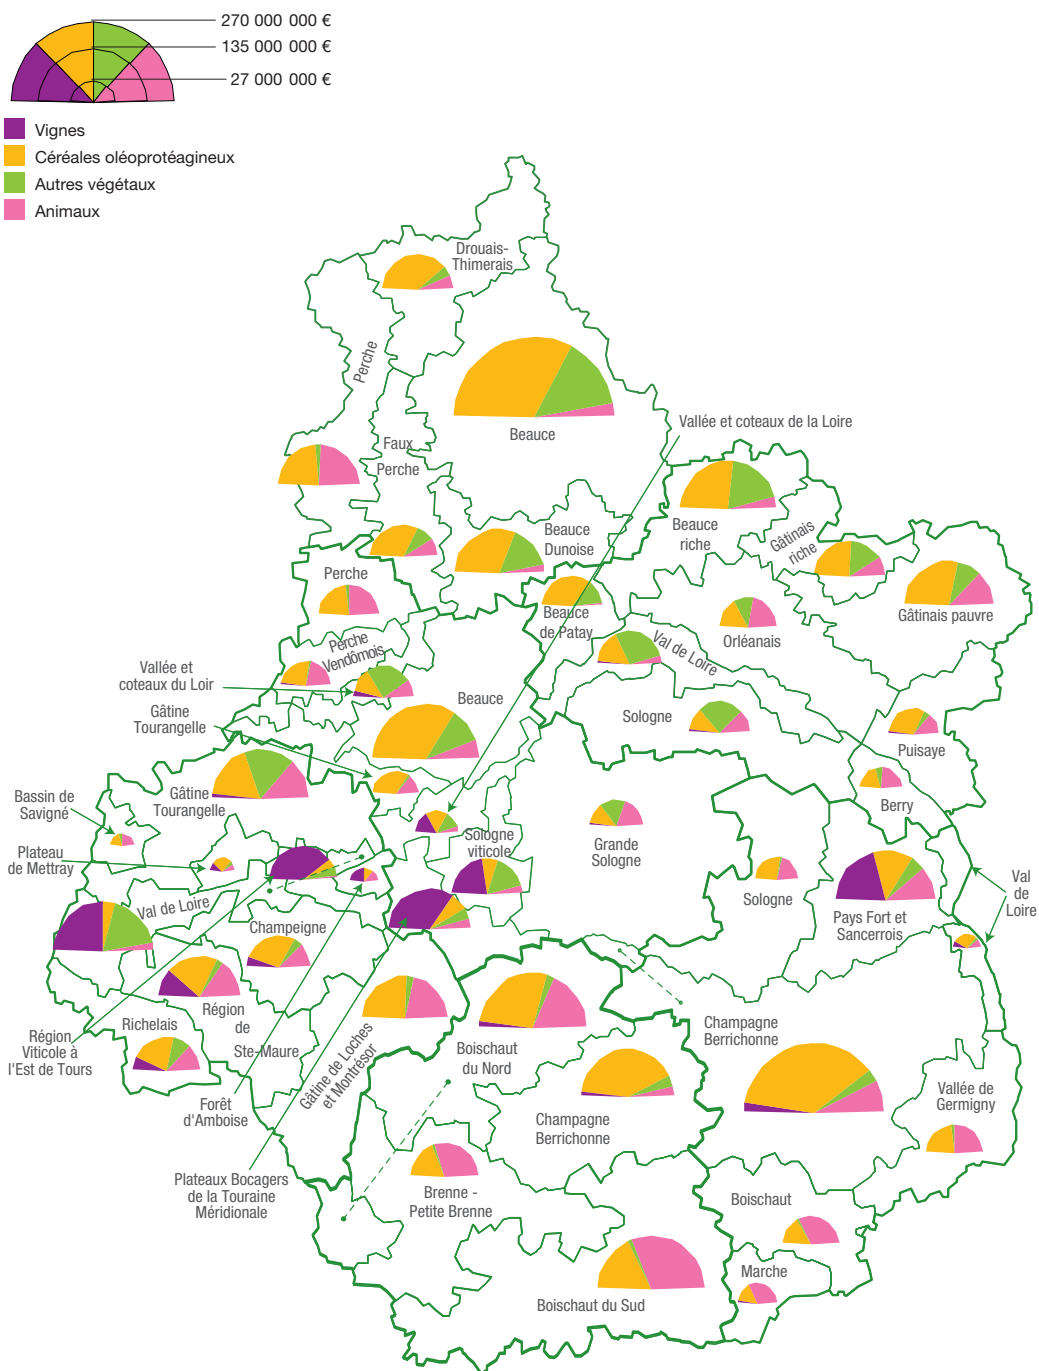 270 000 000 €
135 000 000 €
27 000 000 €
Vignes
Céréales oléoprotéagineux
Autres végétaux
Animaux
Drouais-
Thimerais
Perche
Beauce
Vallée et coteaux de la Loire
Faux
Perche
Beauce
Dunoise
Beauce
riche
Gâtinais
riche
Gâtinais pauvre
Perche
Beauce
de Patay
Orléanais
Val de Loire
Perche
Vendômois
Vallée et
coteaux du Loir
Beauce
Sologne
Puisaye
Gâtine
Tourangelle
Gâtine
Tourangelle
Berry
Bassin de
Savigné
Plateau
de Mettray
Sologne
viticole
Grande
Sologne
Sologne
Pays Fort et
Sancerrois
Val
de
Loire
Val de Loire
Champeigne
Région
de
Ste-Maure
Richelais
Région
Viticole à
l'Est de Tours
Forêt
d'Amboise
Gâtine de Loches
et Montrésor
Boischaut
du Nord
Champagne
Berrichonne
Champagne
Berrichonne
Vallée de
Germigny
Plateaux Bocagers
de la Touraine
Méridionale
Brenne -
Petite Brenne
Boischaut
Marche
Boischaut du Sud